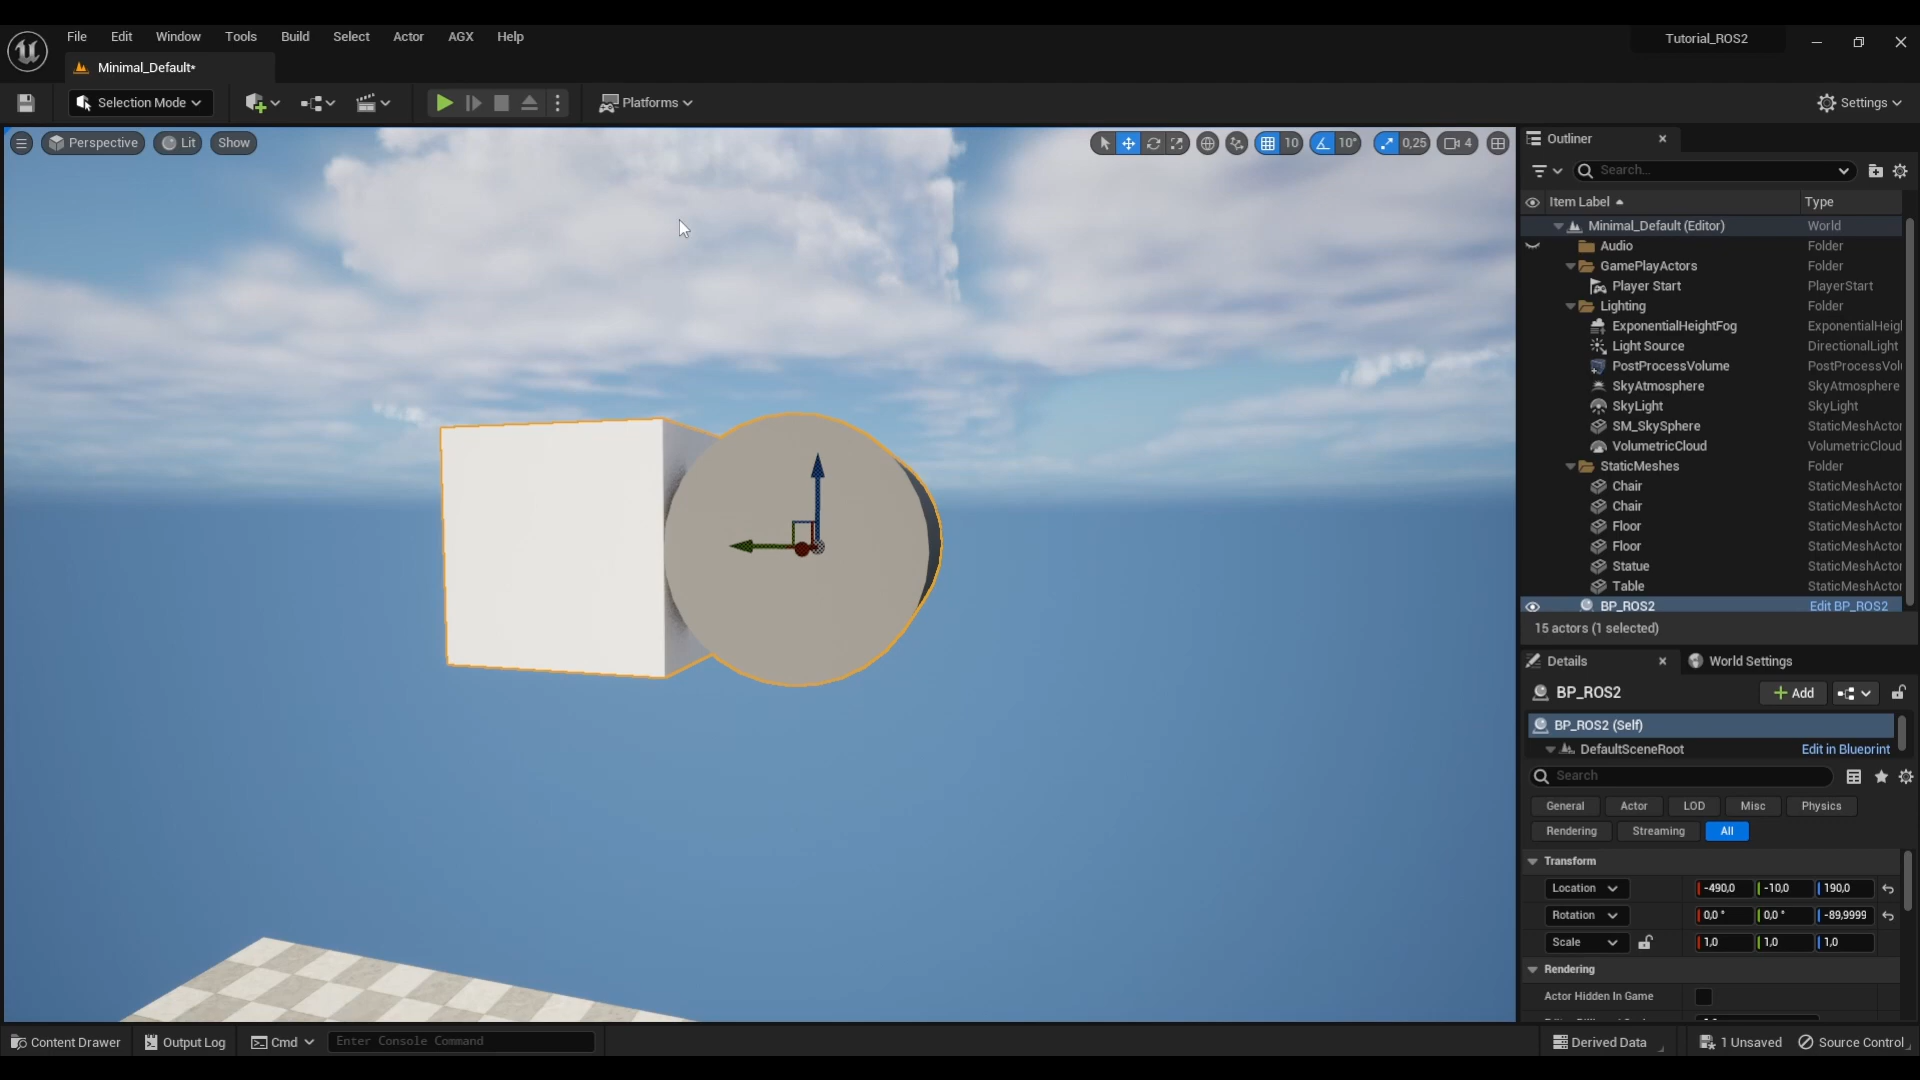 File Edit Window Tools Build Select Actor AGX Help
Tutorial_ROS2
Minimal_Default*
Selection Mode
Platforms
Settings
Perspective Lit Show
10 10° 0,25 4
Outliner
Search...
Item Label Type
Minimal_Default (Editor) World
Audio Folder
GamePlayActors Folder
Player Start PlayerStart
Lighting Folder
ExponentialHeightFog ExponentialHeigl
Light Source DirectionalLight
PostProcessVolume PostProcessVolu
SkyAtmosphere SkyAtmosphere
SkyLight SkyLight
SM_SkySphere StaticMeshActor
VolumetricCloud VolumetricCloud
StaticMeshes Folder
Chair StaticMeshActor
Chair StaticMeshActor
Floor StaticMeshActor
Floor StaticMeshActor
Statue StaticMeshActor
Table StaticMeshActor
BP_ROS2 Edit BP_ROS2
15 actors (1 selected)
Details World Settings
BP_ROS2 Add
BP_ROS2 (Self)
DefaultSceneRoot Edit in Blueprint
Search
General Actor LOD Misc Physics
Rendering Streaming All
Transform
Location -490,0 -10,0 190,0
Rotation 0,0 ° 0,0 ° -89,9999
Scale 1,0 1,0 1,0
Rendering
Actor Hidden In Game
Content Drawer Output Log Cmd Enter Console Command Derived Data 1 Unsaved Source Control